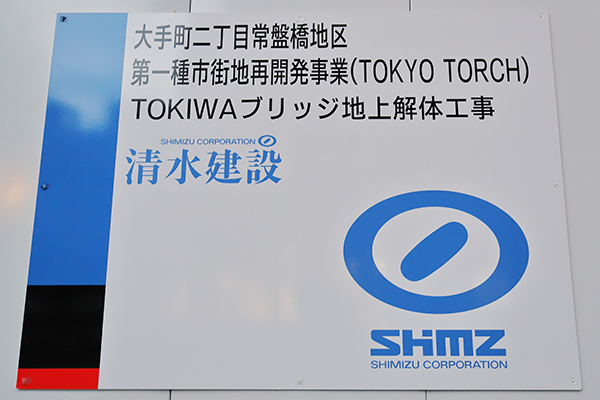 大手町二丁目常盤橋地区
第一種市街地再開発事業(TOKYO TORCH)
TOKIWAブリッジ地上解体工事
SHIMIZU CORPORATION
清水建設
SHMZ
SHIMIZU CORPORATION